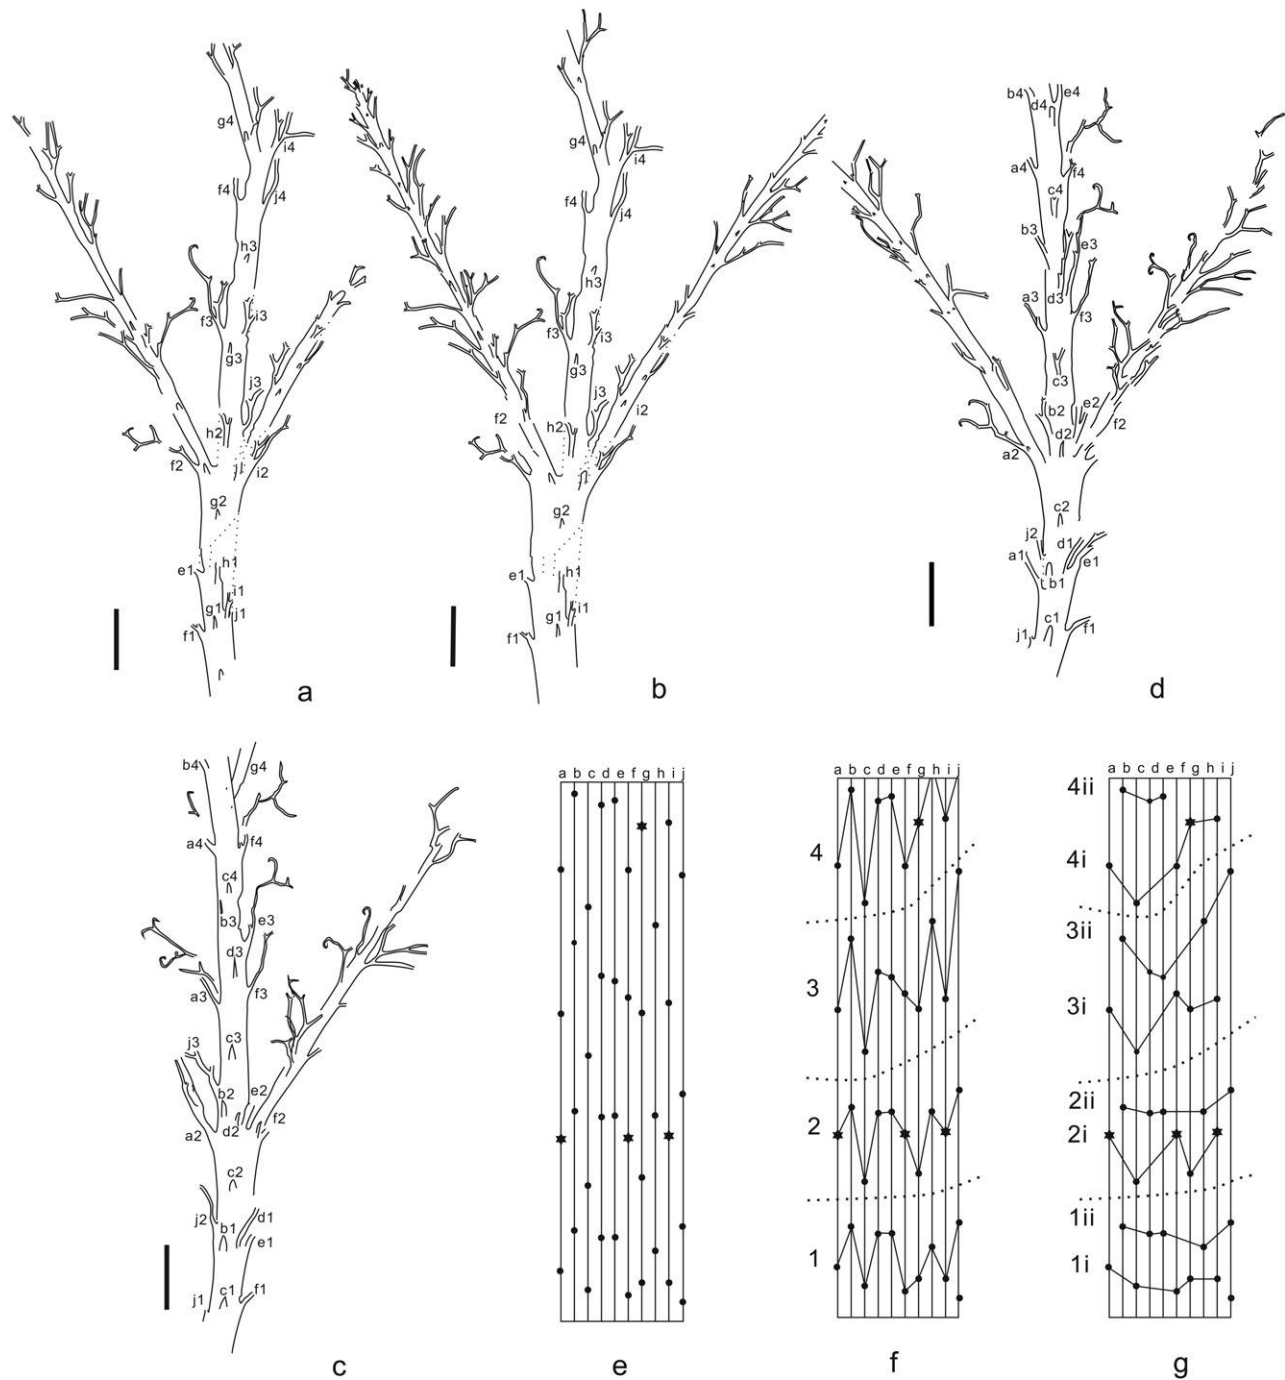 g4
i4
f4
j4
h3
f3
i3
g3
j3
h2
f2
j1
i2
g2
h1
e1
i1
g1
j1
f1
a
g4
i4
f4
j4
h3
f3
i3
g3
j3
f2
i2
h2
g2
e1
h1
g1
i1
f1
b
b4
e4
d4
a4
f4
c4
b3
e3
a3
d3
f3
c3
b2
e2
d2
f2
a2
c2
j2
d1
a1
e1
b1
c1
j1
f1
d
b4
g4
a4
f4
c4
b3
e3
d3
a3
f3
c3
j3
b2
e2
d2
f2
a2
c2
j2
b1
d1
e1
c1
j1
f1
c
a b c d e f g h i j
e
a b c d e f g h i j
4
3
2
1
f
a b c d e f g h i j
4ii
4i
3ii
3i
2ii
2i
1ii
1i
g